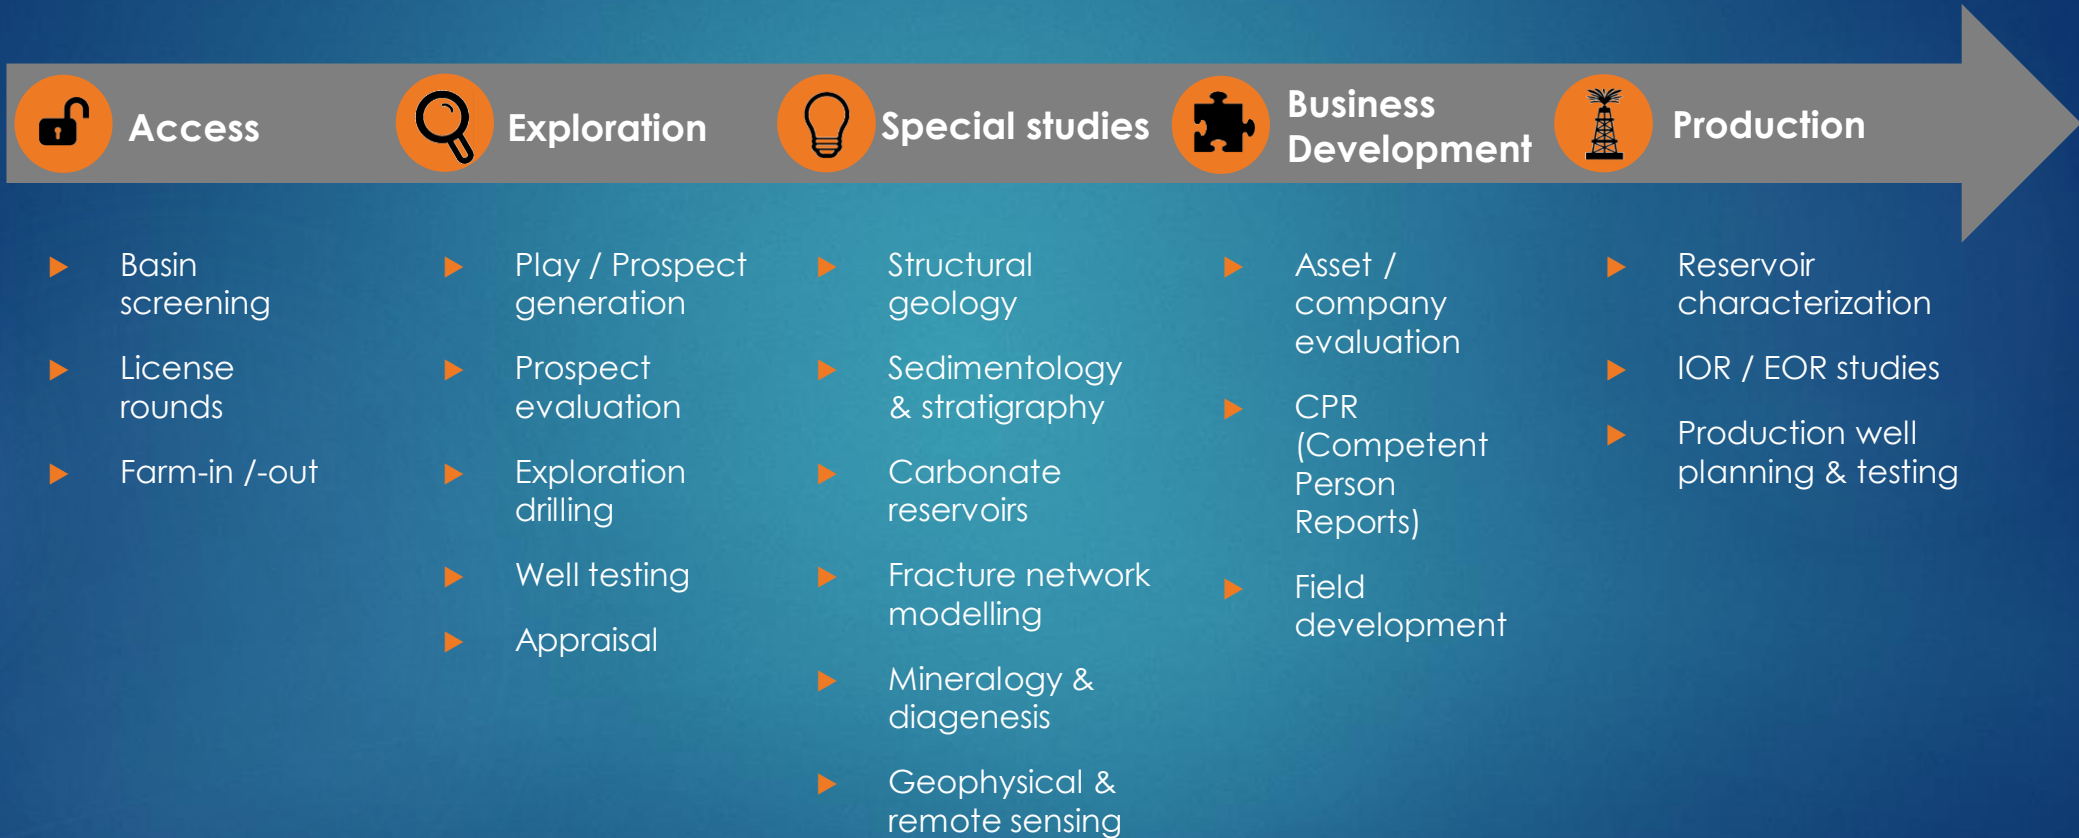 Access
Exploration
Special studies
Business
Development
Production
Basin
screening
License
rounds
Farm-in /-out
Play / Prospect
generation
Prospect
evaluation
Exploration
drilling
Well testing
Appraisal
Structural
geology
Sedimentology
& stratigraphy
Carbonate
reservoirs
Fracture network
modelling
Mineralogy &
diagenesis
Geophysical &
remote sensing
Asset /
company
evaluation
CPR
(Competent
Person
Reports)
Field
development
Reservoir
characterization
IOR / EOR studies
Production well
planning & testing